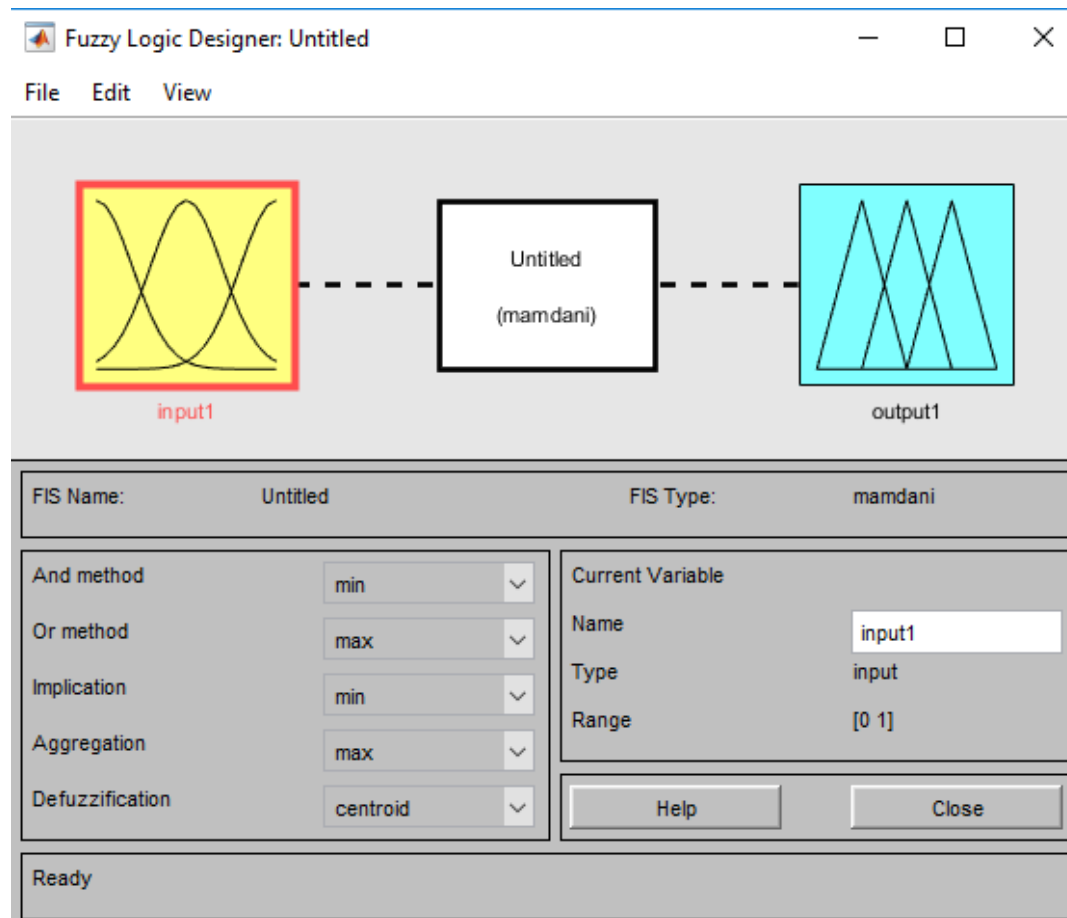 Fuzzy Logic Designer: Untitled
File Edit View
Untitled
(mamdani)
input1
output1
FIS Name: Untitled FIS Type: mamdani
And method min
Or method max
Implication min
Aggregation max
Defuzzification centroid
Current Variable
Name input1
Type input
Range [0 1]
Help Close
Ready